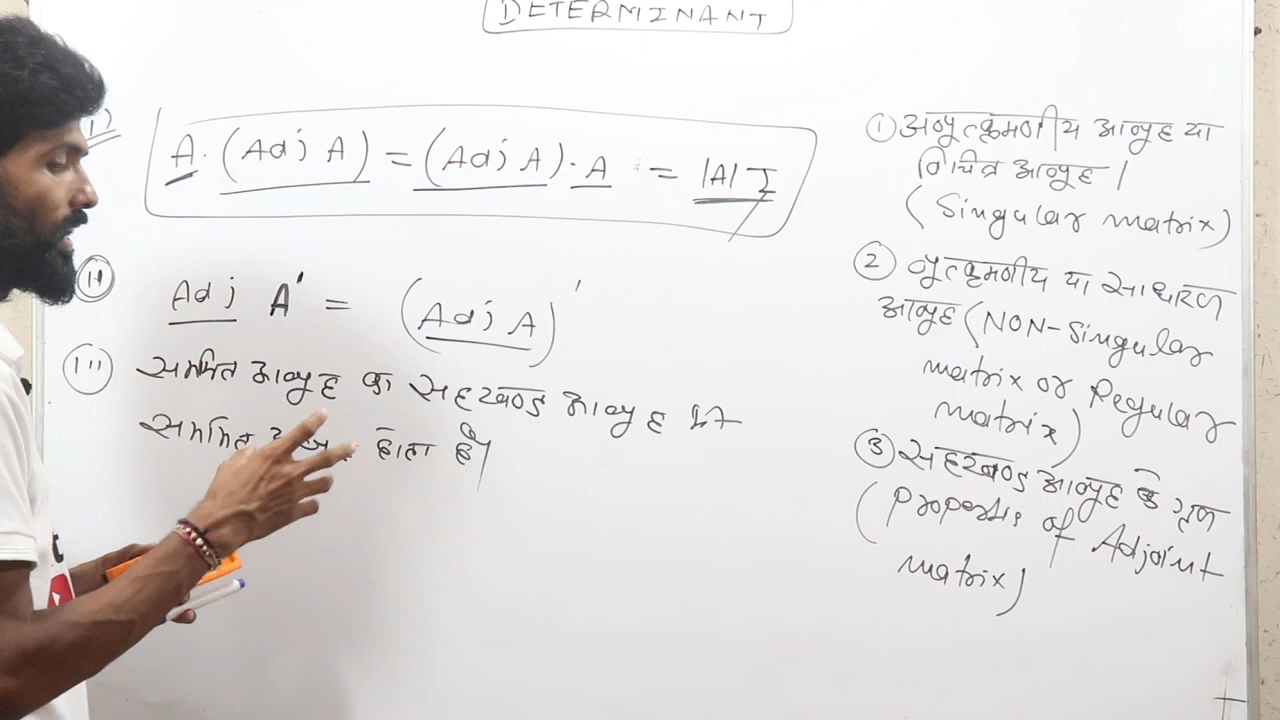 DETERMINANT
I) A. (Adj A) = (Adj A) . A = |A| I
II) Adj A' = (Adj A)'
III) सममित आव्यूह का सहखण्ड आव्यूह भी
सममित होता है।
① अव्युत्क्रमणीय आव्यूह या
विचित्र आव्यूह।
(Singular matrix)
② व्युत्क्रमणीय या साधारण
आव्यूह (NON-Singular
matrix or Regular
matrix)
③ सहखण्ड आव्यूह के गुण
(Properties of Adjoint
matrix)